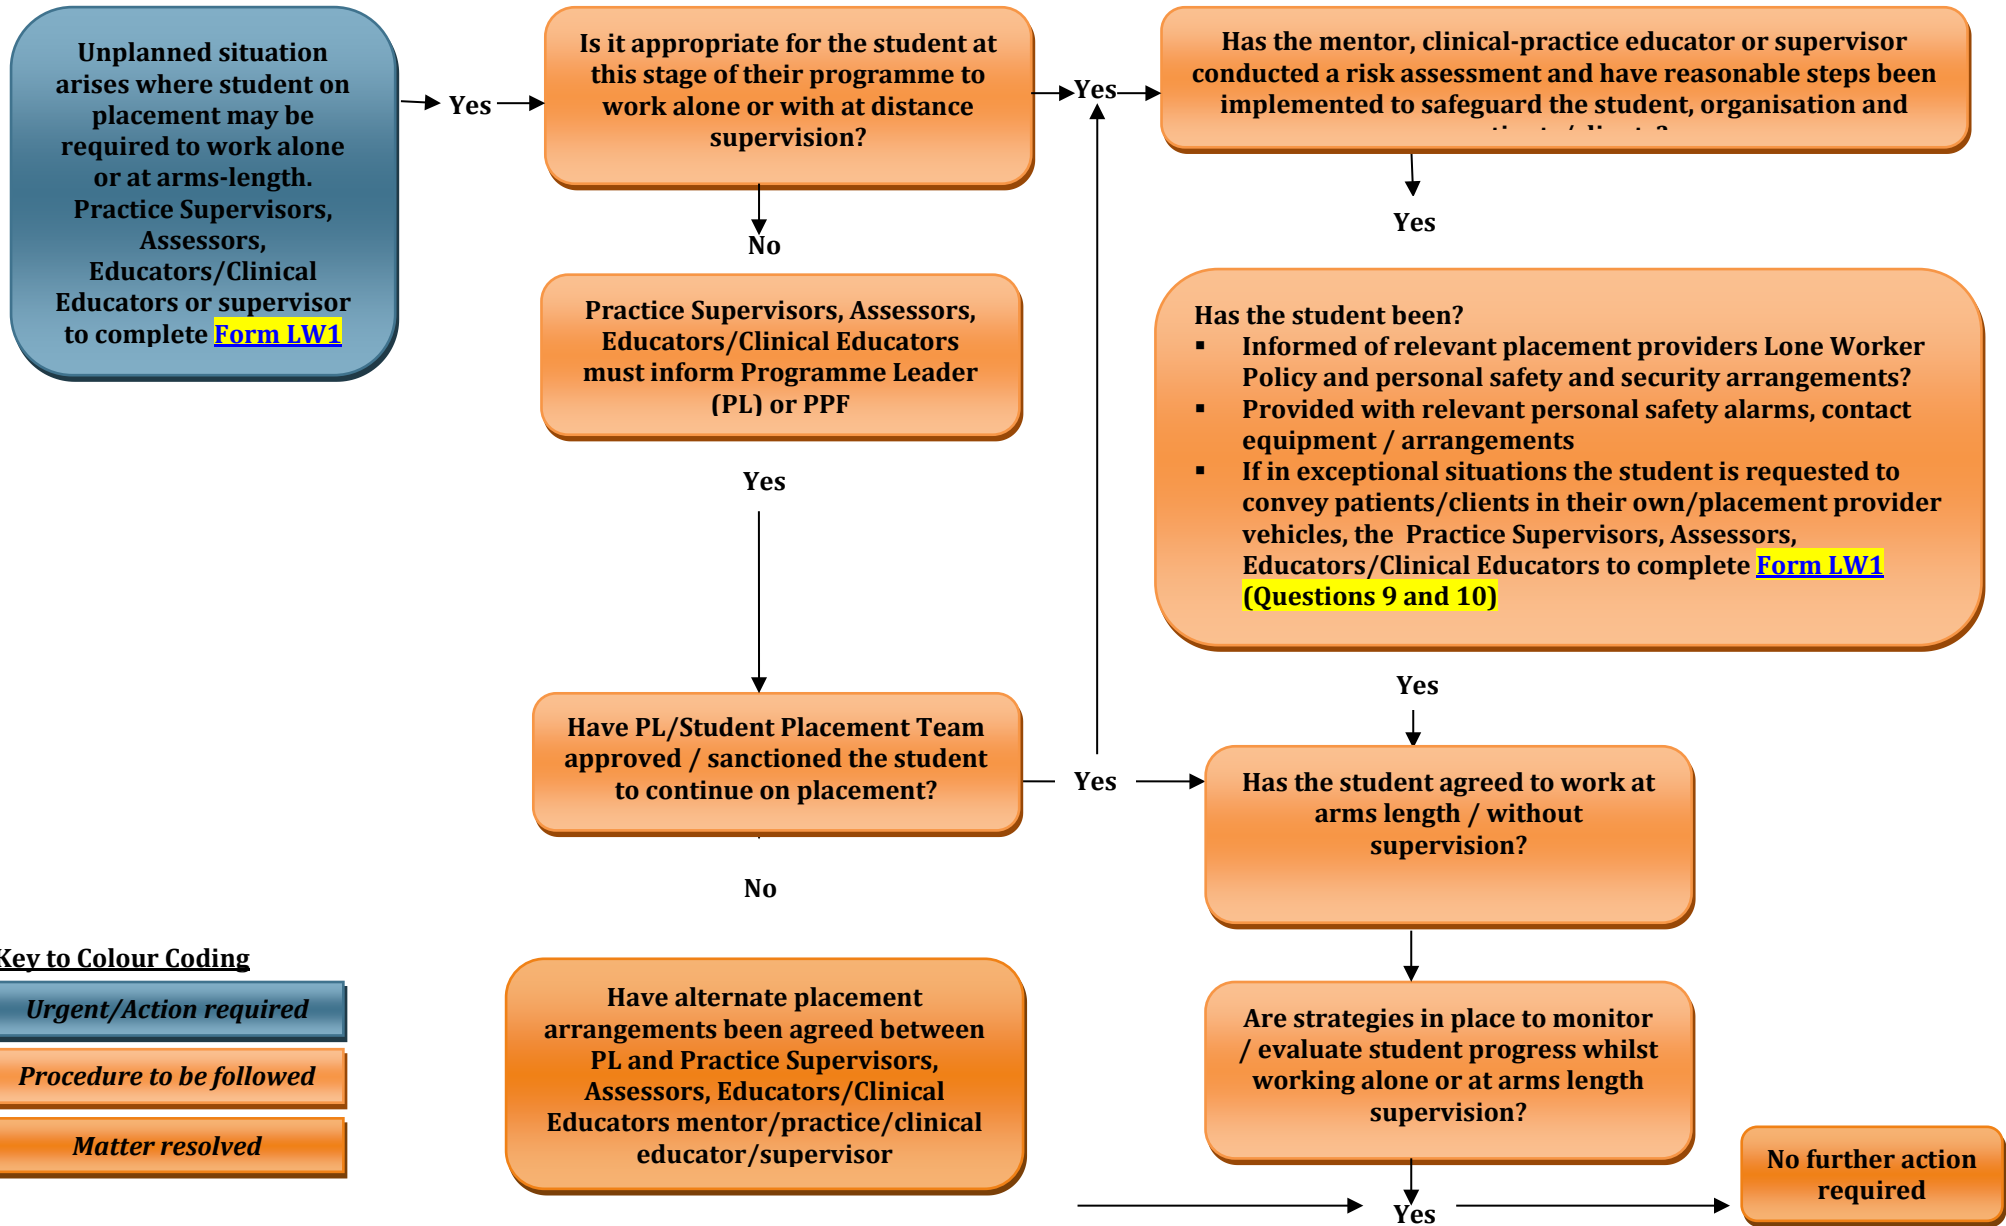 Unplanned situation
arises where student on
placement may be
required to work alone
or at arms-length.
Practice Supervisors,
Assessors,
Educators/Clinical
Educators or supervisor
to complete Form LW1
Yes
Is it appropriate for the student at
this stage of their programme to
work alone or with at distance
supervision?
Yes
Has the mentor, clinical-practice educator or supervisor
conducted a risk assessment and have reasonable steps been
implemented to safeguard the student, organisation and
No
Yes
Practice Supervisors, Assessors,
Educators/Clinical Educators
must inform Programme Leader
(PL) or PPF
Has the student been?
▪ Informed of relevant placement providers Lone Worker
Policy and personal safety and security arrangements?
▪ Provided with relevant personal safety alarms, contact
equipment / arrangements
▪ If in exceptional situations the student is requested to
convey patients/clients in their own/placement provider
vehicles, the Practice Supervisors, Assessors,
Educators/Clinical Educators to complete Form LW1
(Questions 9 and 10)
Yes
Yes
Have PL/Student Placement Team
approved / sanctioned the student
to continue on placement?
Yes
Has the student agreed to work at
arms length / without
supervision?
No
Key to Colour Coding
Urgent/Action required
Procedure to be followed
Matter resolved
Have alternate placement
arrangements been agreed between
PL and Practice Supervisors,
Assessors, Educators/Clinical
Educators mentor/practice/clinical
educator/supervisor
Are strategies in place to monitor
/ evaluate student progress whilst
working alone or at arms length
supervision?
Yes
No further action
required